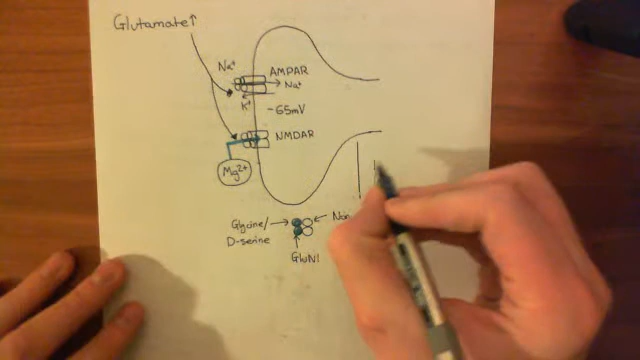 Glutamate↑
Na⁺
AMPAR
Na⁺
K⁺
-65mV
NMDAR
Mg²⁺
Glycine/
D-serine
Non
GluN1